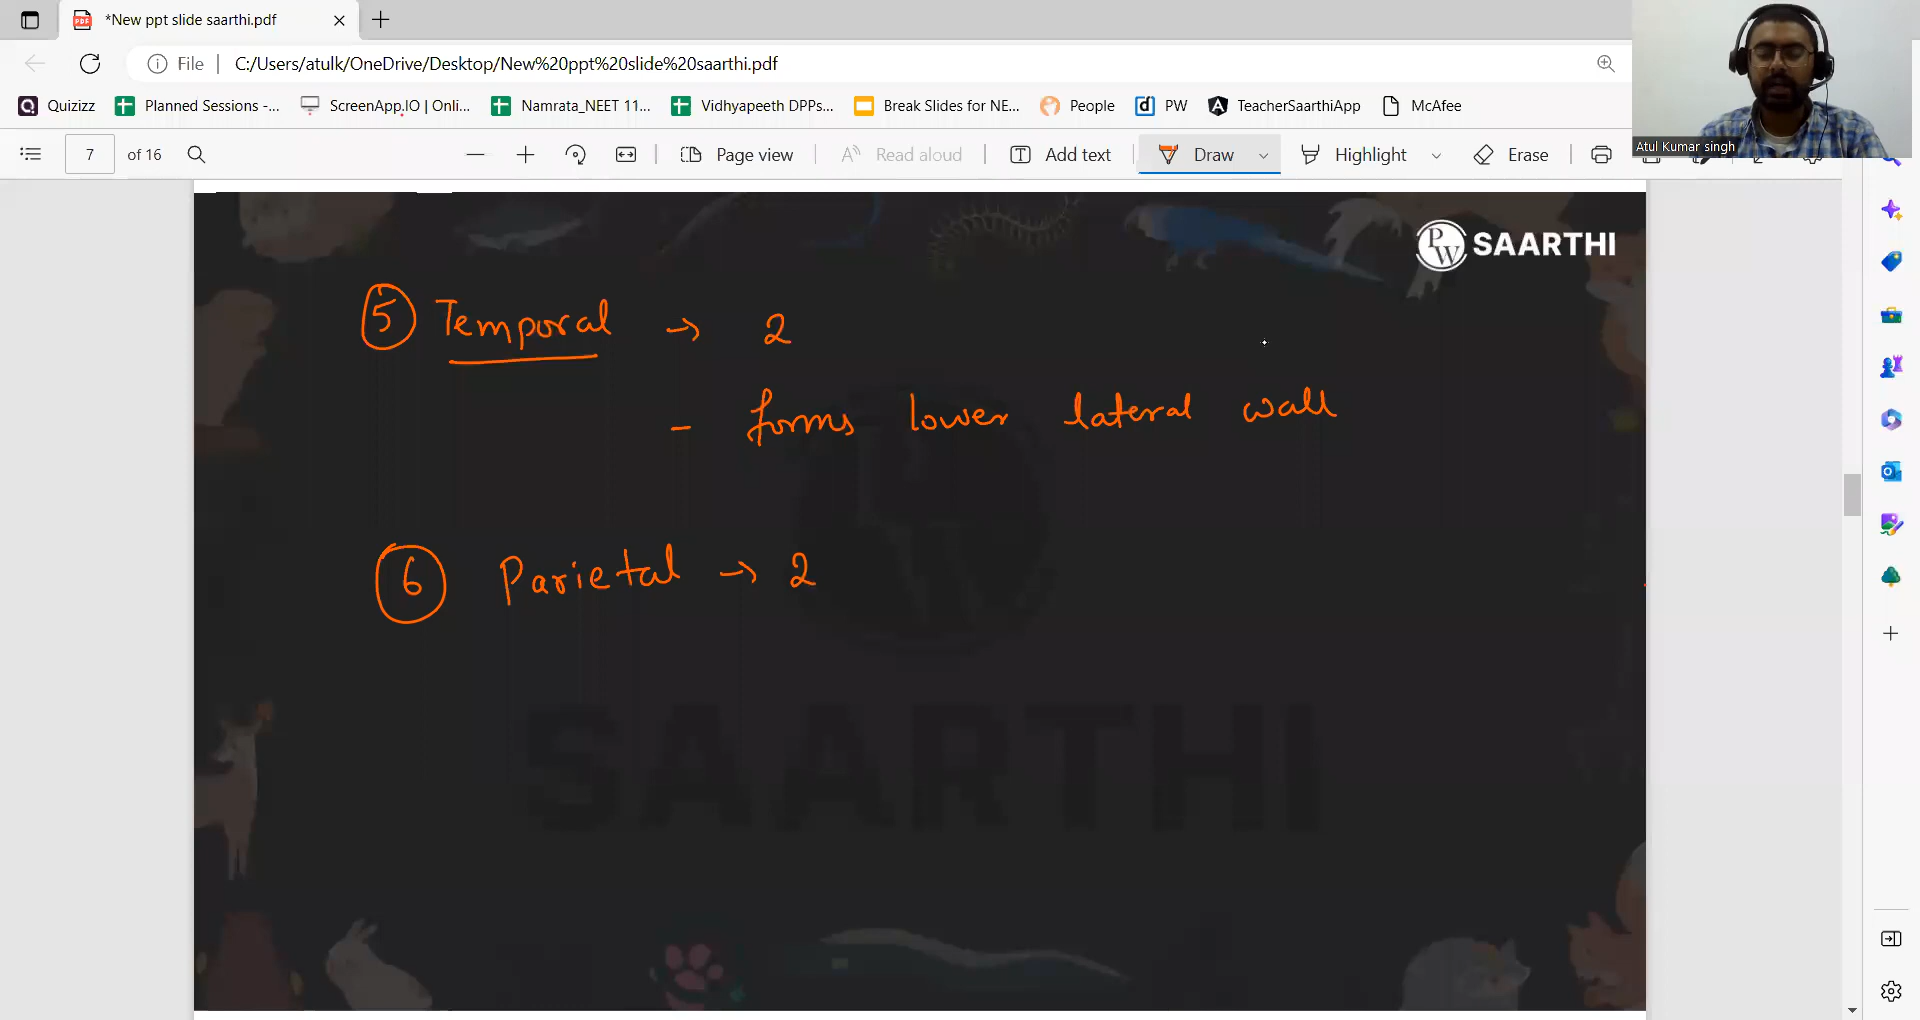 *New ppt slide saarthi.pdf
File C:/Users/atulk/OneDrive/Desktop/New%20ppt%20slide%20saarthi.pdf
Quizizz Planned Sessions -... ScreenApp.IO | Onli... Namrata_NEET 11... Vidhyapeeth DPPs... Break Slides for NE... People PW TeacherSaarthiApp McAfee
7 of 16 Page view Read aloud Add text Draw Highlight Erase
Atul Kumar singh
PW SAARTHI
5 Temporal → 2
- forms lower lateral wall
6 Parietal → 2
SAARTHI